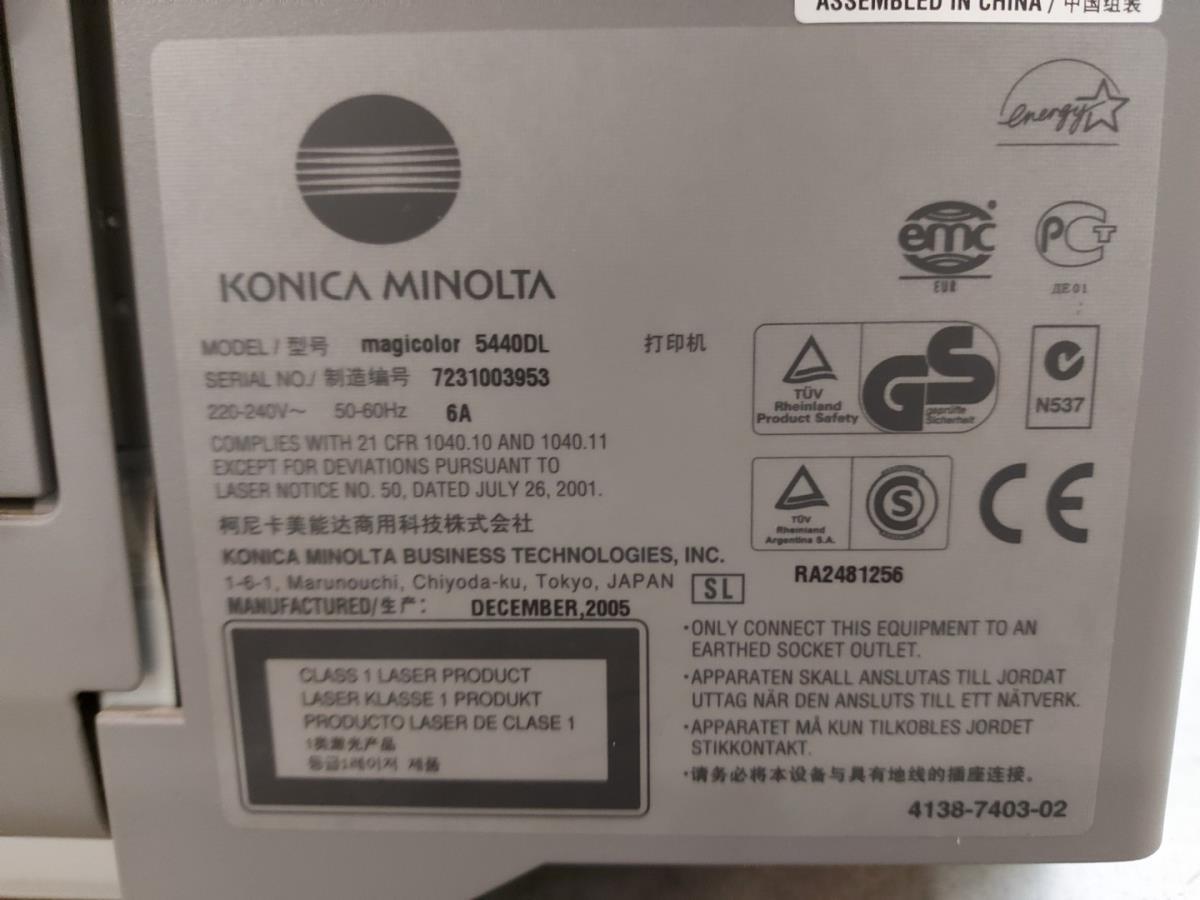 ASSEMBLED IN CHINA / 中国组装
energy
KONICA MINOLTA
emc
EUR
РСТ
ДЕ01
MODEL / 型号 magicolor 5440DL 打印机
SERIAL NO./ 制造编号 7231003953
220-240V～ 50-60Hz 6A
COMPLIES WITH 21 CFR 1040.10 AND 1040.11
EXCEPT FOR DEVIATIONS PURSUANT TO
LASER NOTICE NO. 50, DATED JULY 26, 2001.
柯尼卡美能达商用科技株式会社
KONICA MINOLTA BUSINESS TECHNOLOGIES, INC.
1-6-1, Marunouchi, Chiyoda-ku, Tokyo, JAPAN
MANUFACTURED/生产： DECEMBER,2005
SL
TÜV
Rheinland
Product Safety
GS
geprüfte
Sicherheit
N537
TÜV
Rheinland
Argentina S.A.
S
CE
RA2481256
CLASS 1 LASER PRODUCT
LASER KLASSE 1 PRODUKT
PRODUCTO LASER DE CLASE 1
1类激光产品
등급1레이저 제품
•ONLY CONNECT THIS EQUIPMENT TO AN
EARTHED SOCKET OUTLET.
•APPARATEN SKALL ANSLUTAS TILL JORDAT
UTTAG NÄR DEN ANSLUTS TILL ETT NÄTVERK.
•APPARATET MÅ KUN TILKOBLES JORDET
STIKKONTAKT.
•请务必将本设备与具有地线的插座连接。
4138-7403-02